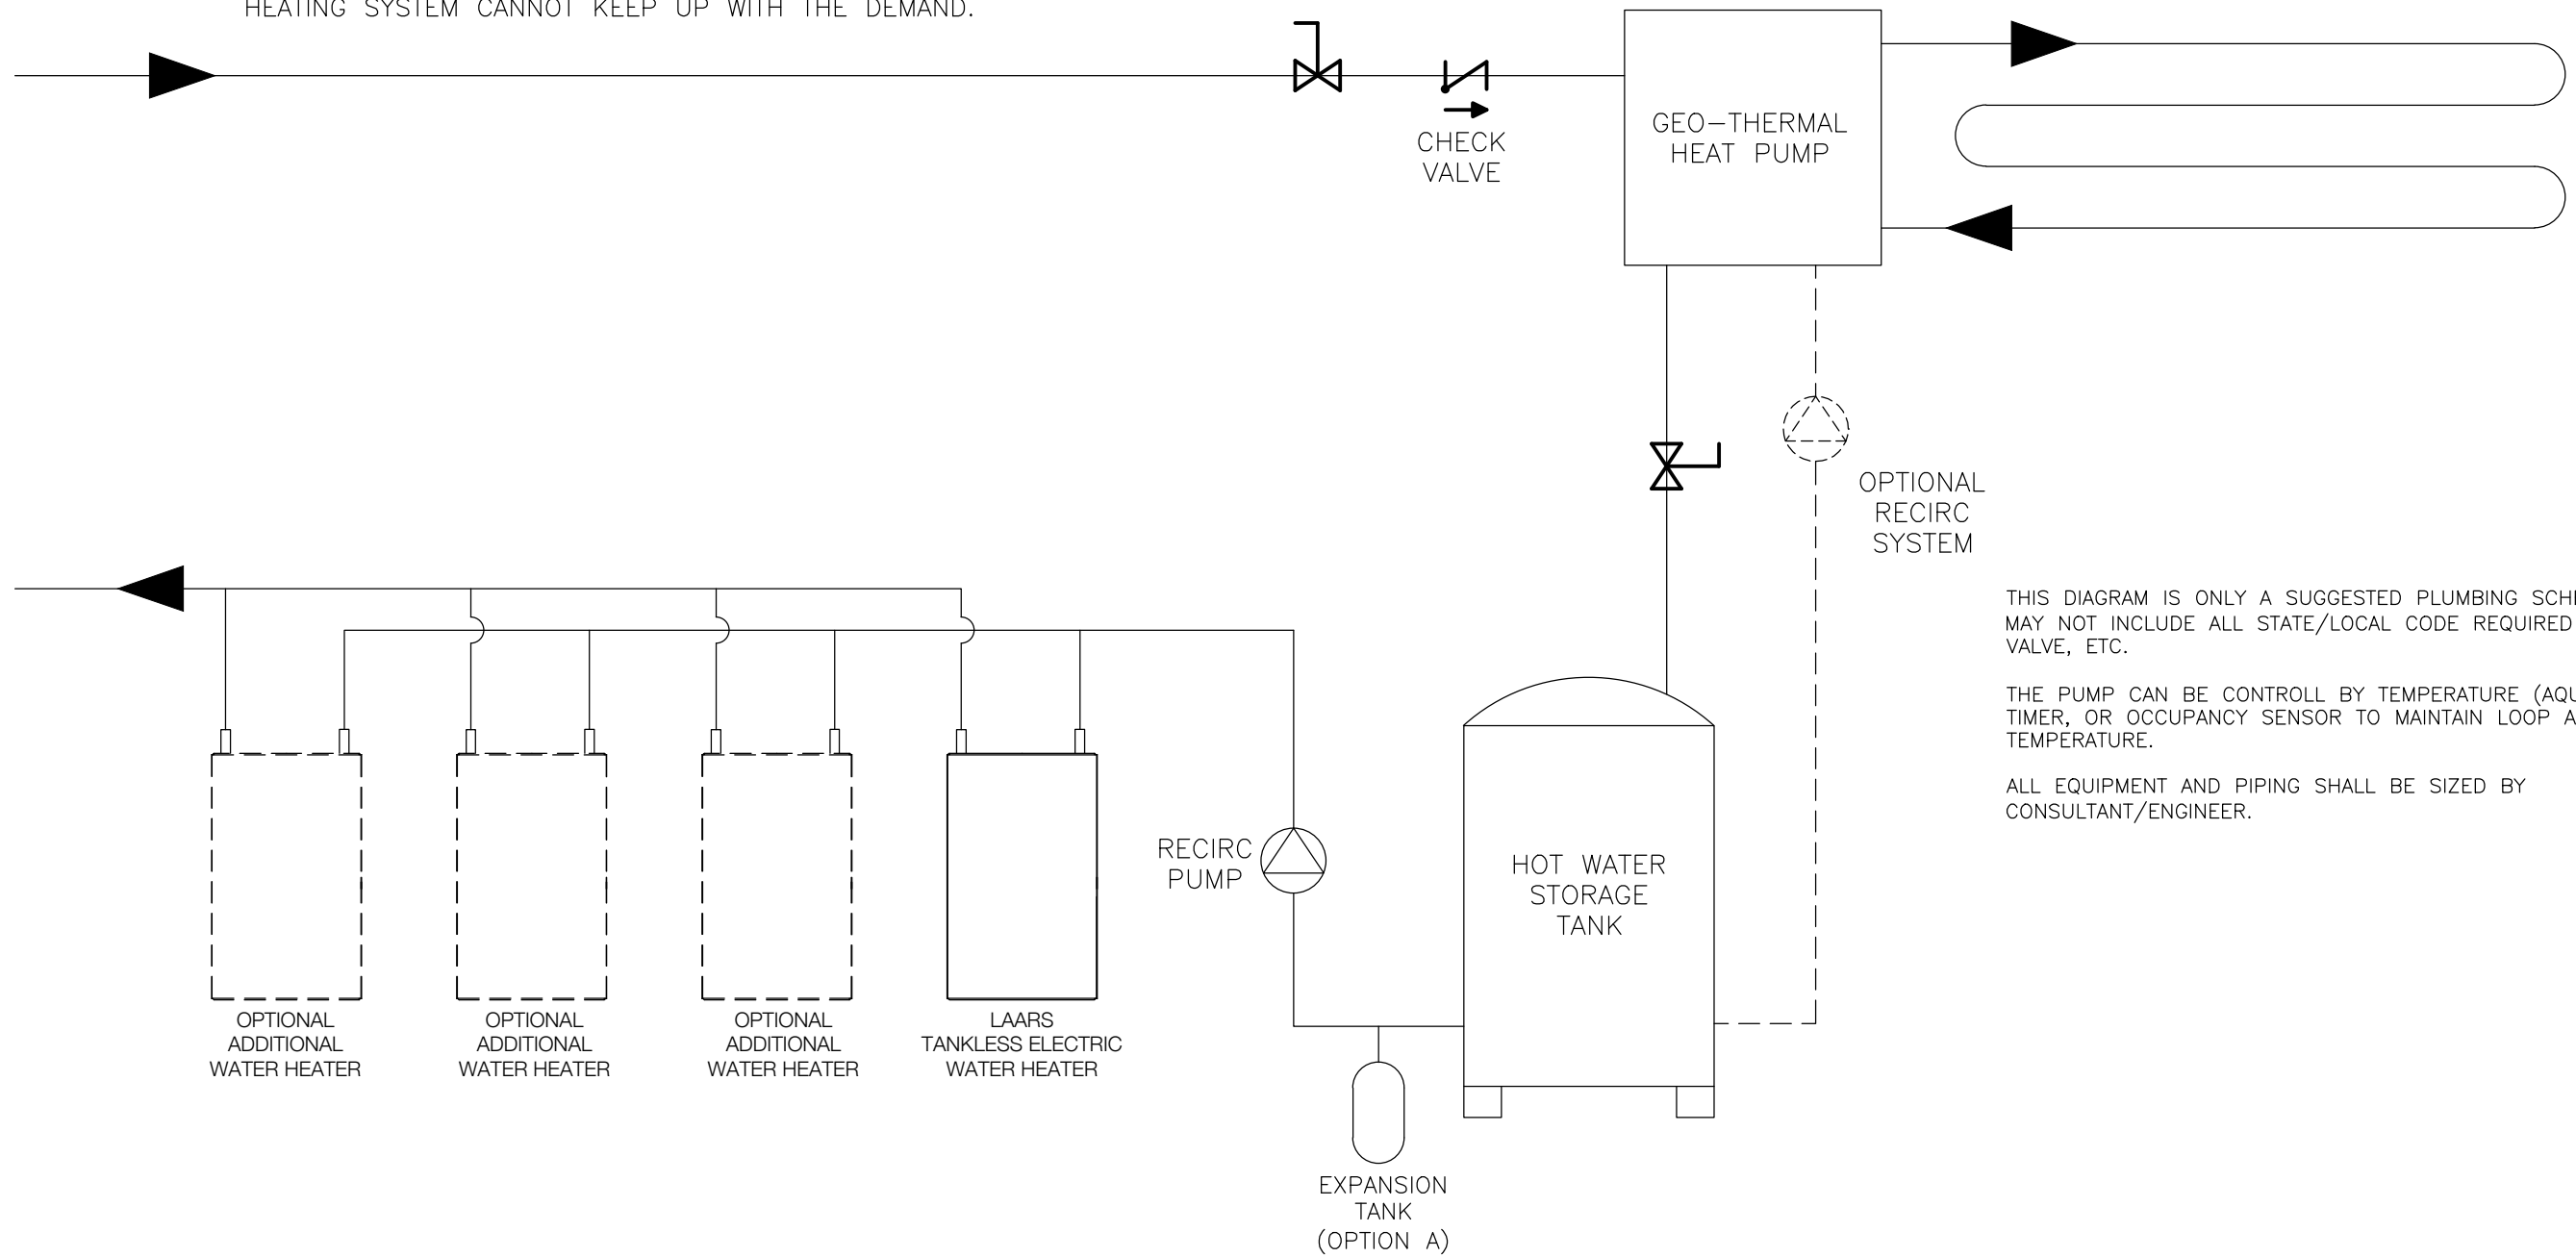 HEATING SYSTEM CANNOT KEEP UP WITH THE DEMAND.
CHECK
VALVE
GEO-THERMAL
HEAT PUMP
OPTIONAL
RECIRC
SYSTEM
THIS DIAGRAM IS ONLY A SUGGESTED PLUMBING
MAY NOT INCLUDE ALL STATE/LOCAL CODE REQUIRED
VALVE, ETC.
THE PUMP CAN BE CONTROLL BY TEMPERATURE
TIMER, OR OCCUPANCY SENSOR TO MAINTAIN LOOP
TEMPERATURE.
ALL EQUIPMENT AND PIPING SHALL BE SIZED BY
CONSULTANT/ENGINEER.
RECIRC
PUMP
HOT WATER
STORAGE
TANK
OPTIONAL
ADDITIONAL
WATER HEATER
OPTIONAL
ADDITIONAL
WATER HEATER
OPTIONAL
ADDITIONAL
WATER HEATER
LAARS
TANKLESS ELECTRIC
WATER HEATER
EXPANSION
TANK
(OPTION A)